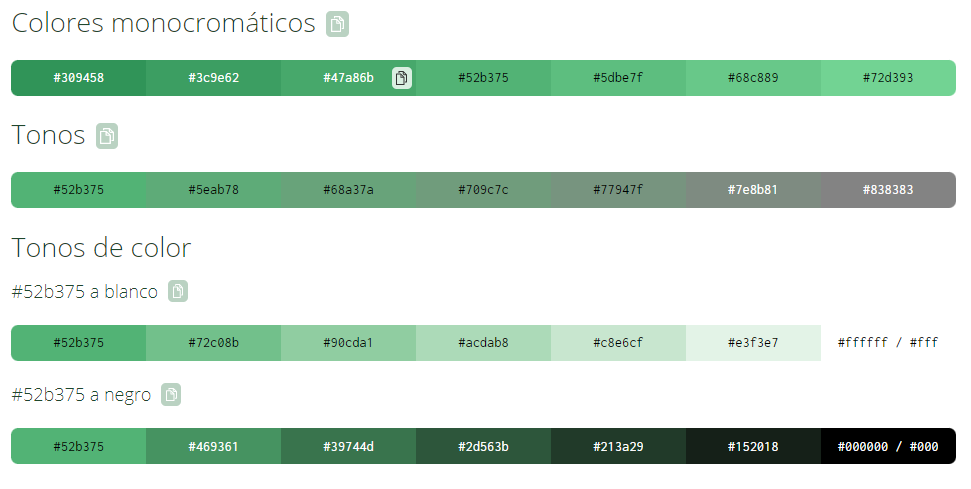 Colores monocromáticos
#309458 #3c9e62 #47a86b #52b375 #5dbe7f #68c889 #72d393
Tonos
#52b375 #5eab78 #68a37a #709c7c #77947f #7e8b81 #838383
Tonos de color
#52b375 a blanco
#52b375 #72c08b #90cda1 #acdab8 #c8e6cf #e3f3e7 #ffffff / #fff
#52b375 a negro
#52b375 #469361 #39744d #2d563b #213a29 #152018 #000000 / #000